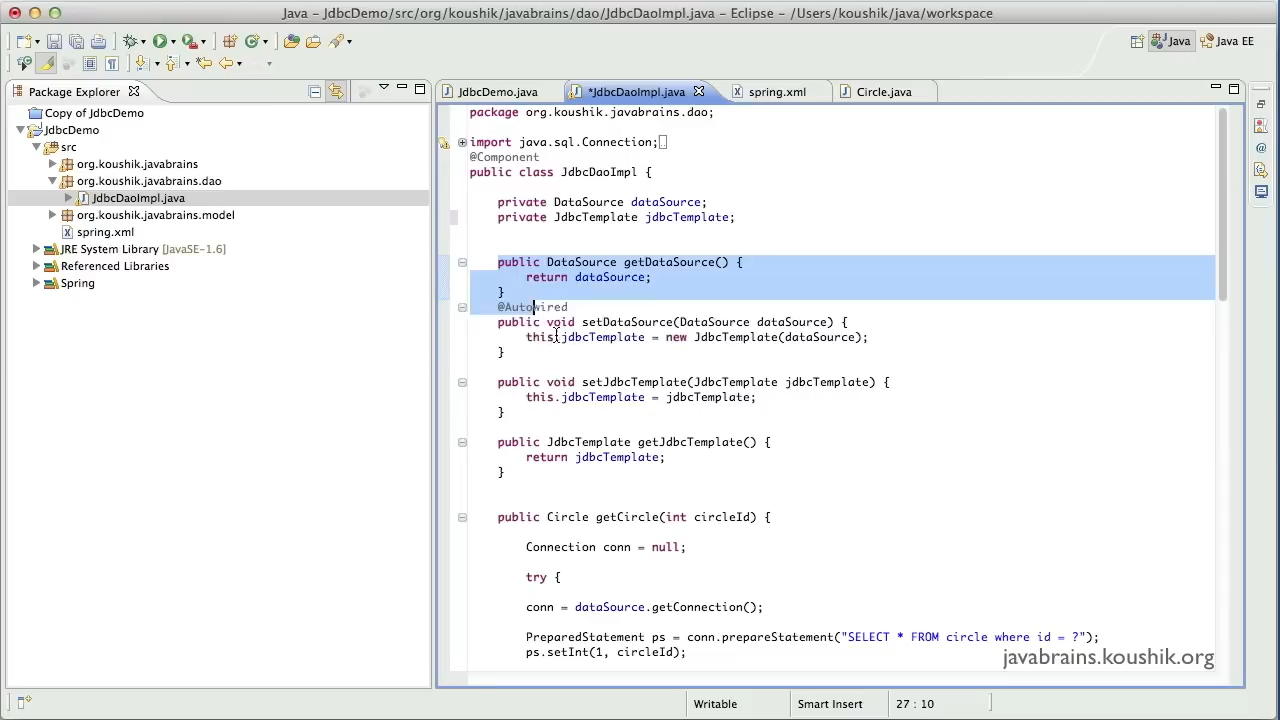 Java - JdbcDemo/src/org/koushik/javabrains/dao/JdbcDaoImpl.java - Eclipse - /Users/koushik/java/workspace
Java
Java EE
Package Explorer
JdbcDemo.java
*JdbcDaoImpl.java
spring.xml
Circle.java
Copy of JdbcDemo
JdbcDemo
src
org.koushik.javabrains
org.koushik.javabrains.dao
JdbcDaoImpl.java
org.koushik.javabrains.model
spring.xml
JRE System Library [JavaSE-1.6]
Referenced Libraries
Spring
package org.koushik.javabrains.dao;
import java.sql.Connection;
@Component
public class JdbcDaoImpl {
private DataSource dataSource;
private JdbcTemplate jdbcTemplate;
public DataSource getDataSource() {
return dataSource;
}
@Autowired
public void setDataSource(DataSource dataSource) {
this.jdbcTemplate = new JdbcTemplate(dataSource);
}
public void setJdbcTemplate(JdbcTemplate jdbcTemplate) {
this.jdbcTemplate = jdbcTemplate;
}
public JdbcTemplate getJdbcTemplate() {
return jdbcTemplate;
}
public Circle getCircle(int circleId) {
Connection conn = null;
try {
conn = dataSource.getConnection();
PreparedStatement ps = conn.prepareStatement("SELECT * FROM circle where id = ?");
ps.setInt(1, circleId);
javabrains.koushik.org
Writable
Smart Insert
27 : 10